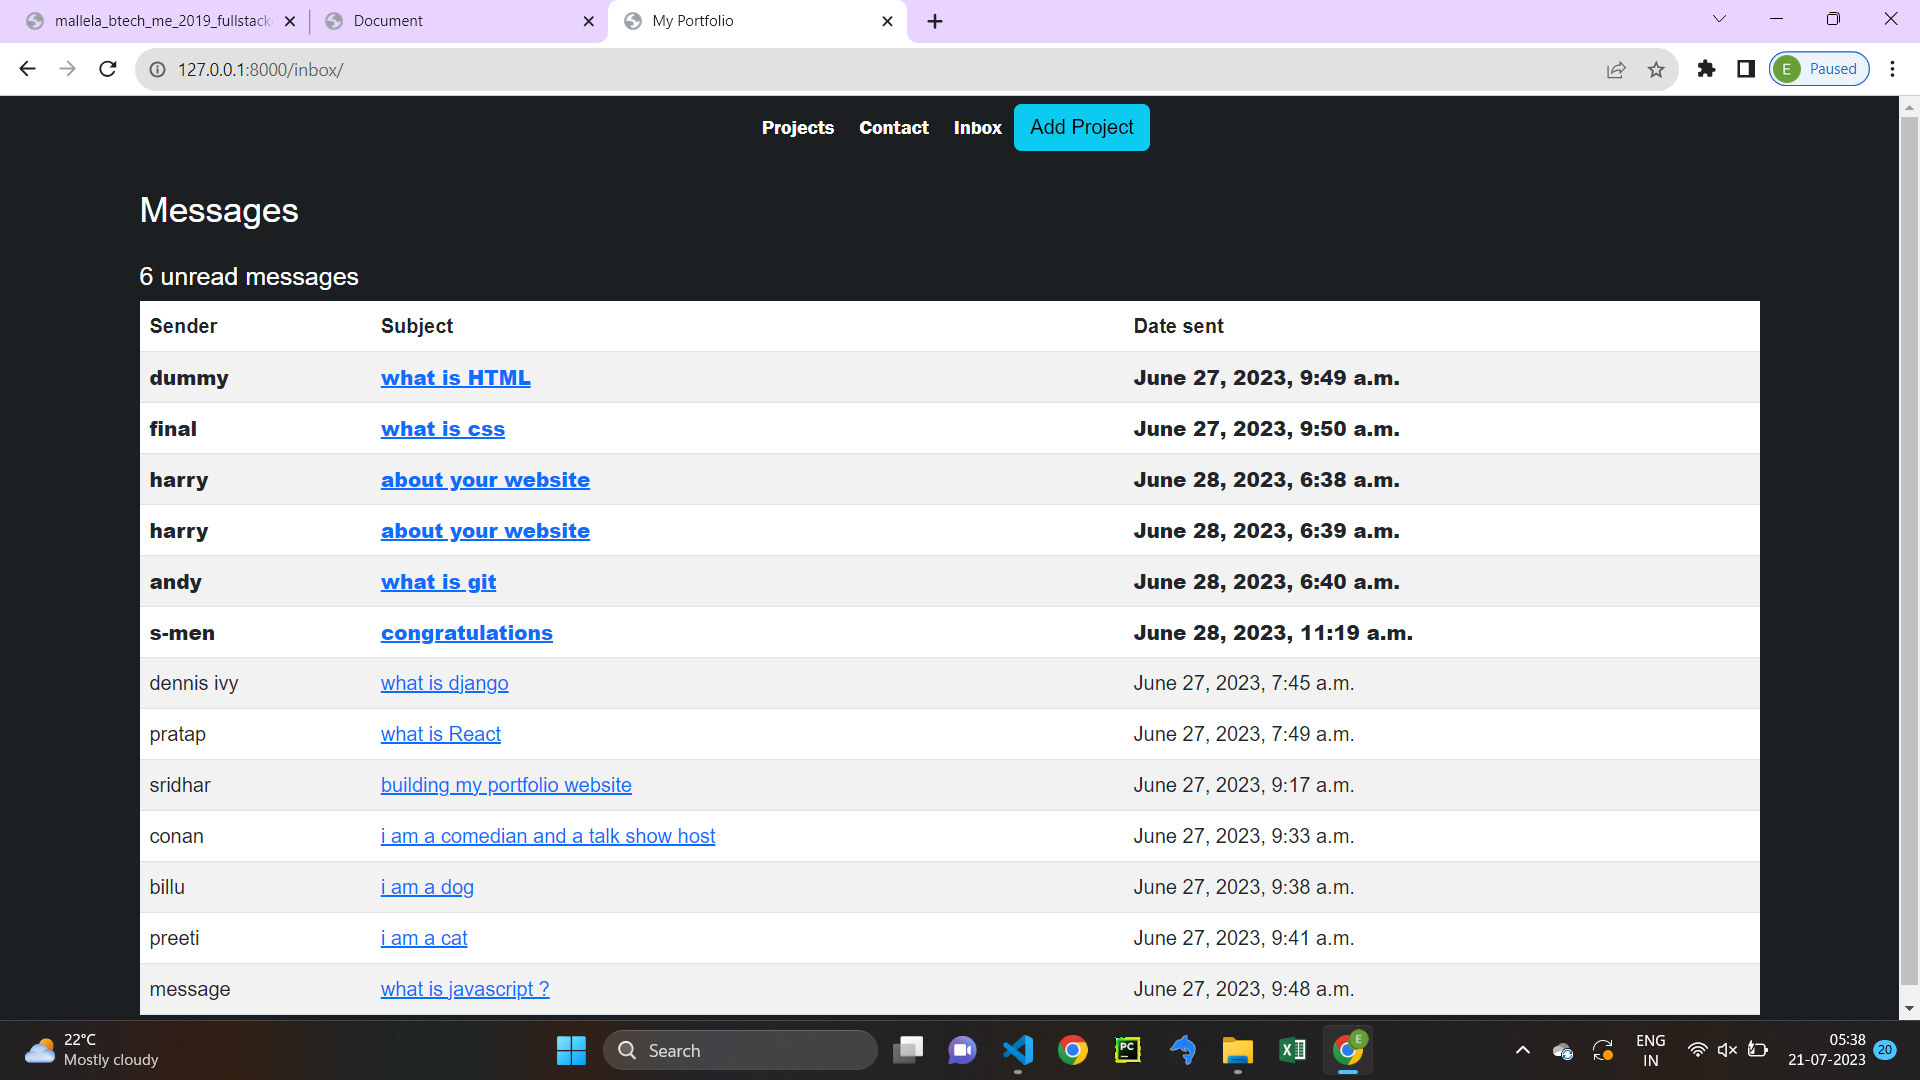 mallela_btech_me_2019_fullstack
Document
My Portfolio
127.0.0.1:8000/inbox/
E
Paused
Projects Contact Inbox Add Project
Messages
6 unread messages
Sender Subject Date sent
dummy what is HTML June 27, 2023, 9:49 a.m.
final what is css June 27, 2023, 9:50 a.m.
harry about your website June 28, 2023, 6:38 a.m.
harry about your website June 28, 2023, 6:39 a.m.
andy what is git June 28, 2023, 6:40 a.m.
s-men congratulations June 28, 2023, 11:19 a.m.
dennis ivy what is django June 27, 2023, 7:45 a.m.
pratap what is React June 27, 2023, 7:49 a.m.
sridhar building my portfolio website June 27, 2023, 9:17 a.m.
conan i am a comedian and a talk show host June 27, 2023, 9:33 a.m.
billu i am a dog June 27, 2023, 9:38 a.m.
preeti i am a cat June 27, 2023, 9:41 a.m.
message what is javascript ? June 27, 2023, 9:48 a.m.
22°C
Mostly cloudy
Search
PC
E
ENG
IN
05:38
21-07-2023
20